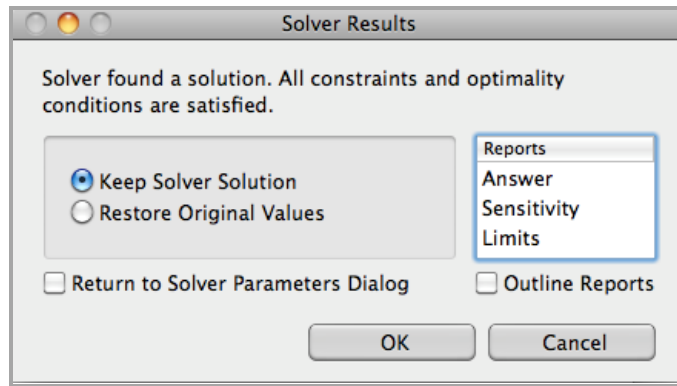 Solver Results
Solver found a solution. All constraints and optimality
conditions are satisfied.
Keep Solver Solution
Restore Original Values
Reports
Answer
Sensitivity
Limits
Return to Solver Parameters Dialog
Outline Reports
OK
Cancel